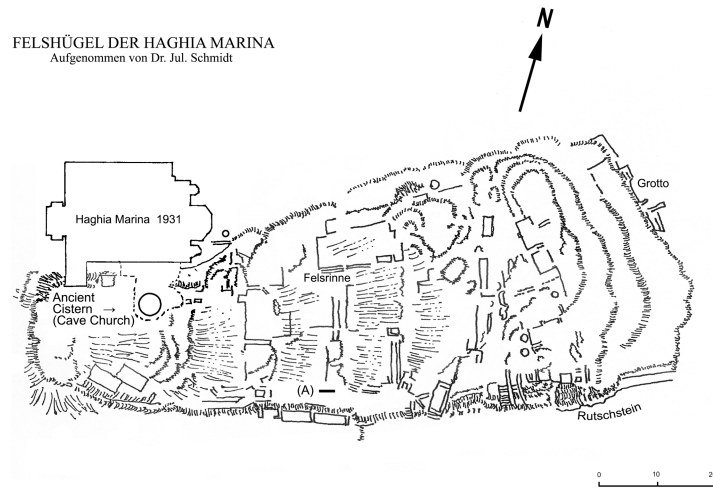 N
FELSHÜGEL DER HAGHIA MARINA
Aufgenommen von Dr. Jul. Schmidt
Grotto
Haghia Marina 1931
Felsrinne
Ancient
Cistern →
(Cave Church)
(A)
Rutschstein
0 10